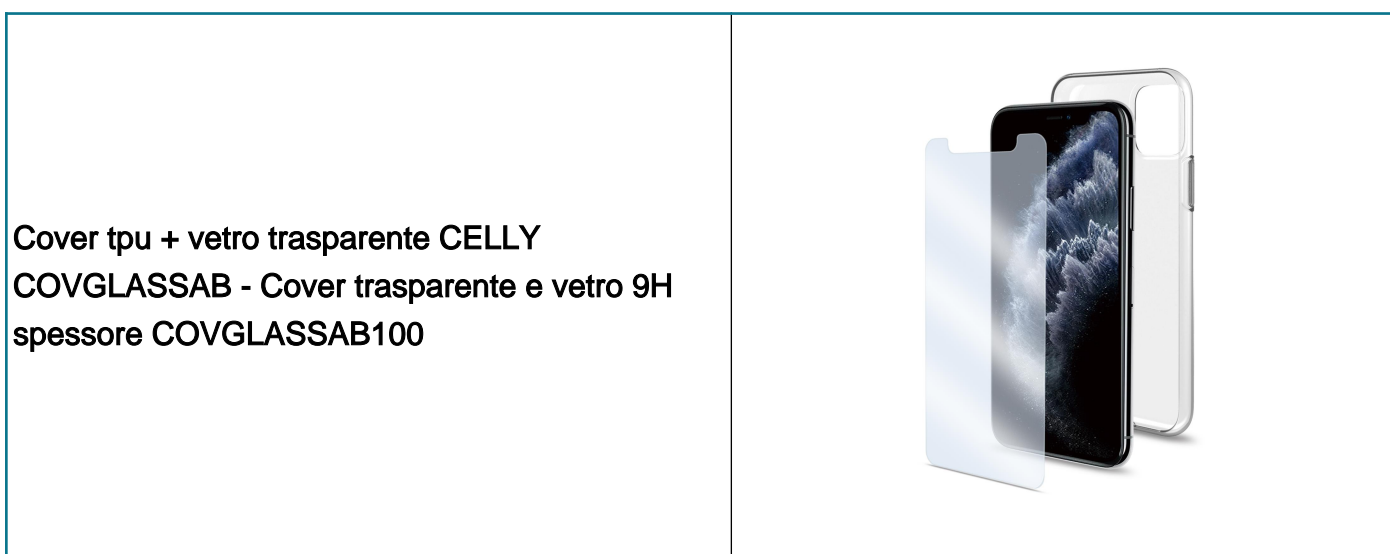 Cover tpu + vetro trasparente CELLY
COVGLASSAB - Cover trasparente e vetro 9H
spessore COVGLASSAB100